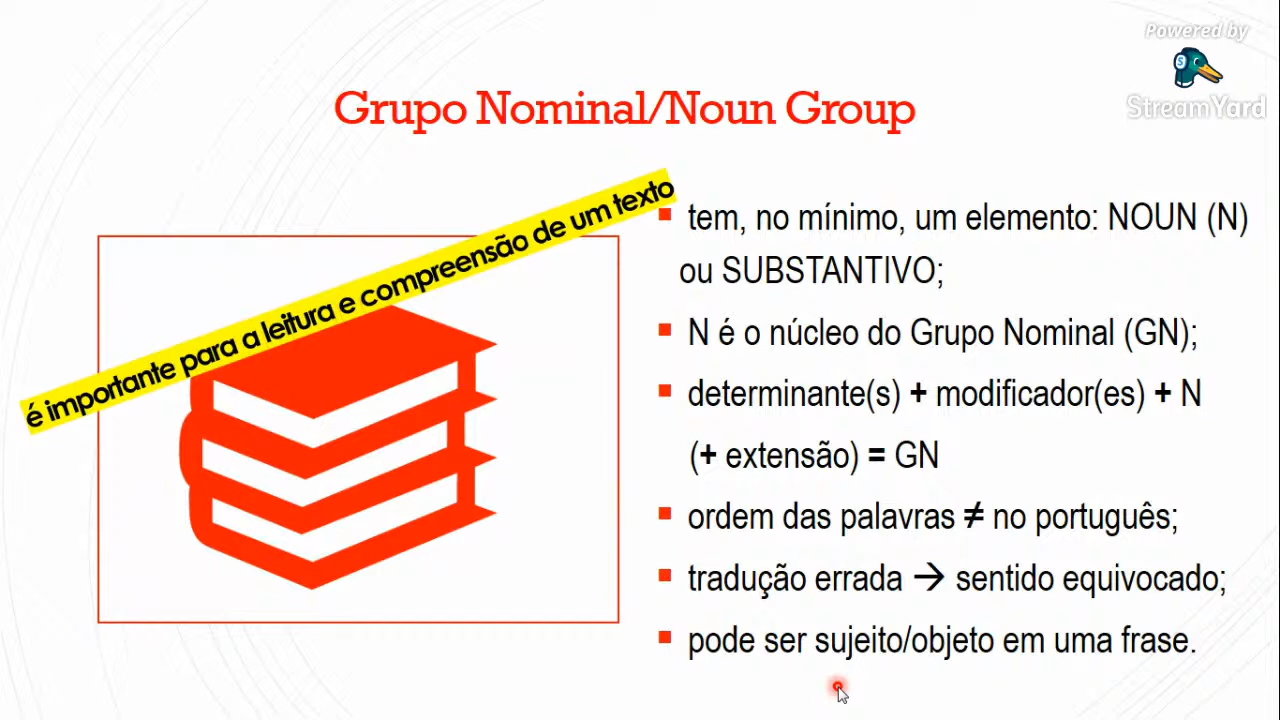 Powered by
StreamYard
Grupo Nominal/Noun Group
é importante para a leitura e compreensão de um texto
tem, no mínimo, um elemento: NOUN (N)
ou SUBSTANTIVO;
N é o núcleo do Grupo Nominal (GN);
determinante(s) + modificador(es) + N
(+ extensão) = GN
ordem das palavras ≠ no português;
tradução errada → sentido equivocado;
pode ser sujeito/objeto em uma frase.